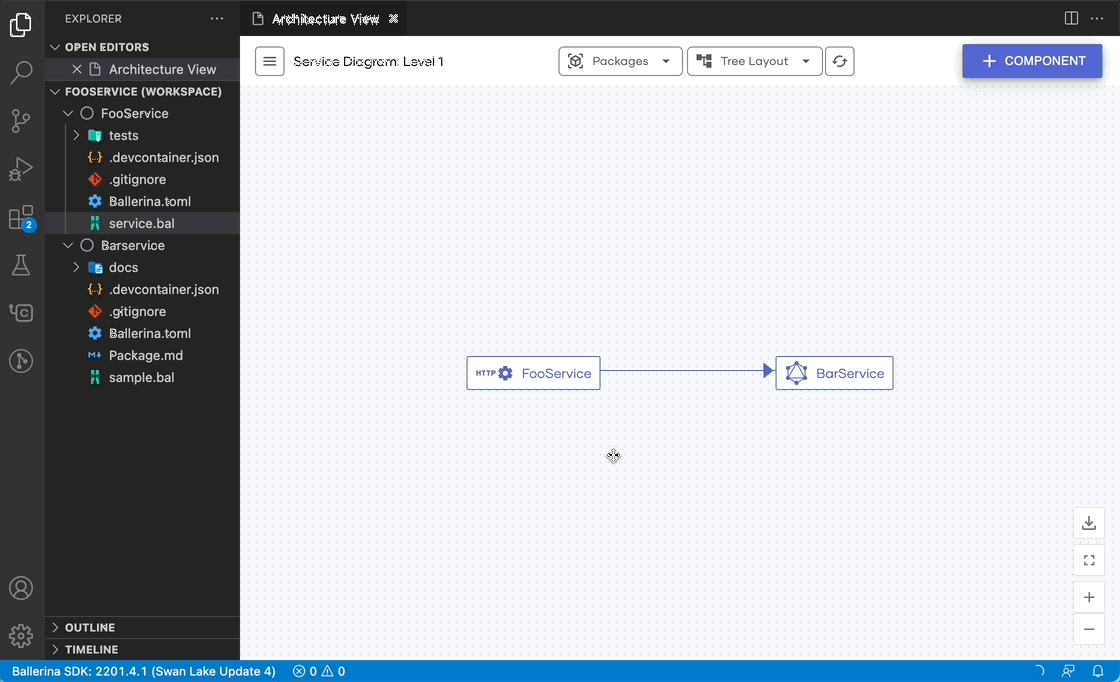 EXPLORER
Architecture View
OPEN EDITORS
Architecture View
FOOSERVICE (WORKSPACE)
FooService
tests
{..} .devcontainer.json
.gitignore
Ballerina.toml
service.bal
Barservice
docs
{..} .devcontainer.json
.gitignore
Ballerina.toml
M↓ Package.md
sample.bal
OUTLINE
TIMELINE
2
Service Diagram: Level 1
Packages
Tree Layout
+ COMPONENT
HTTP FooService
BarService
Ballerina SDK: 2201.4.1 (Swan Lake Update 4) 0 0